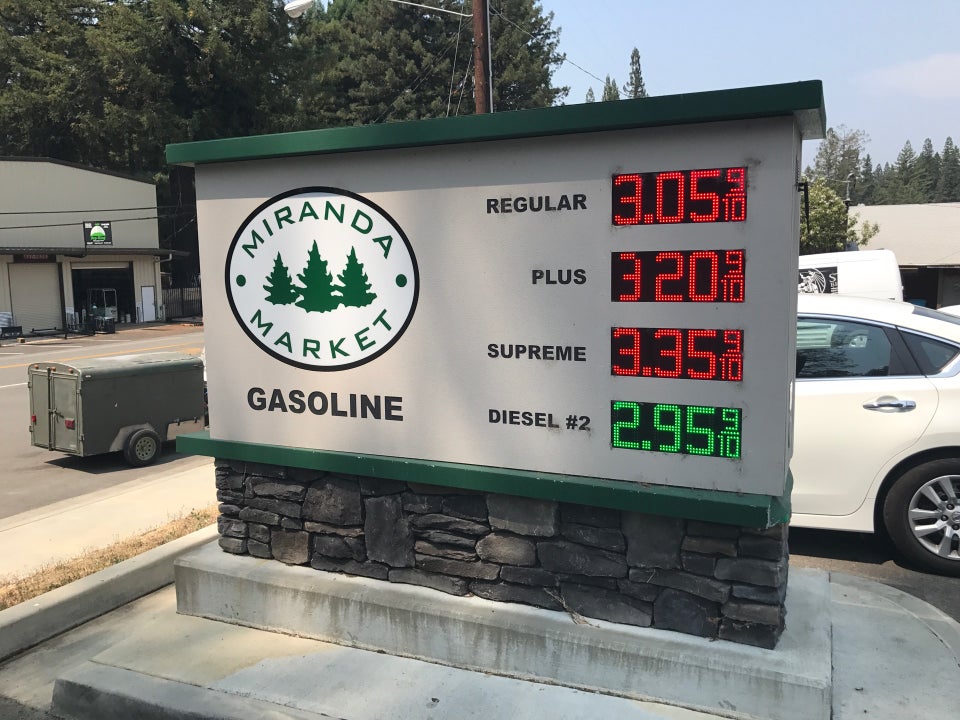 MIRANDA
MARKET
GASOLINE
REGULAR 3.05 9/10
PLUS 3.20 9/10
SUPREME 3.35 9/10
DIESEL #2 2.95 9/10